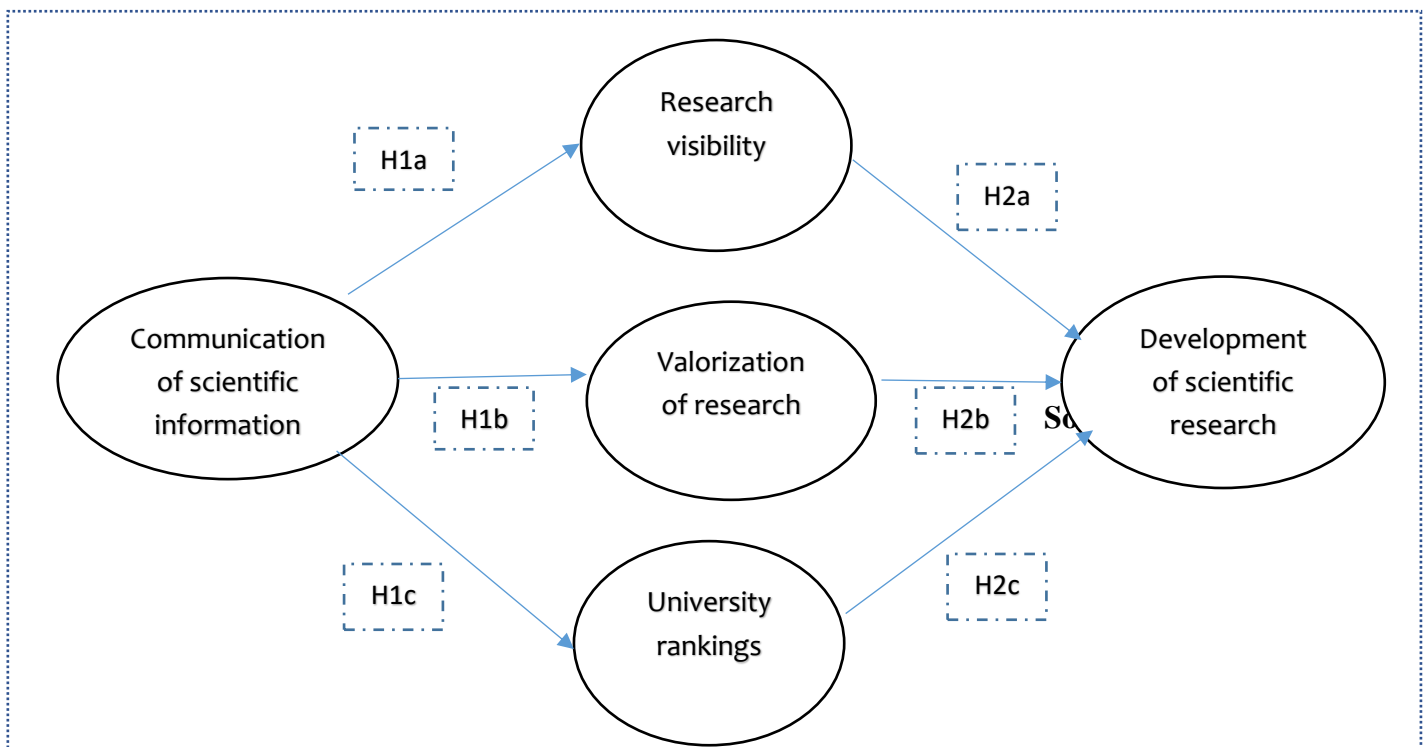 Research
visibility
H1a
H2a
Communication
of scientific
information
Valorization
of research
Development
of scientific
research
H1b
H2b
H1c
H2c
University
rankings